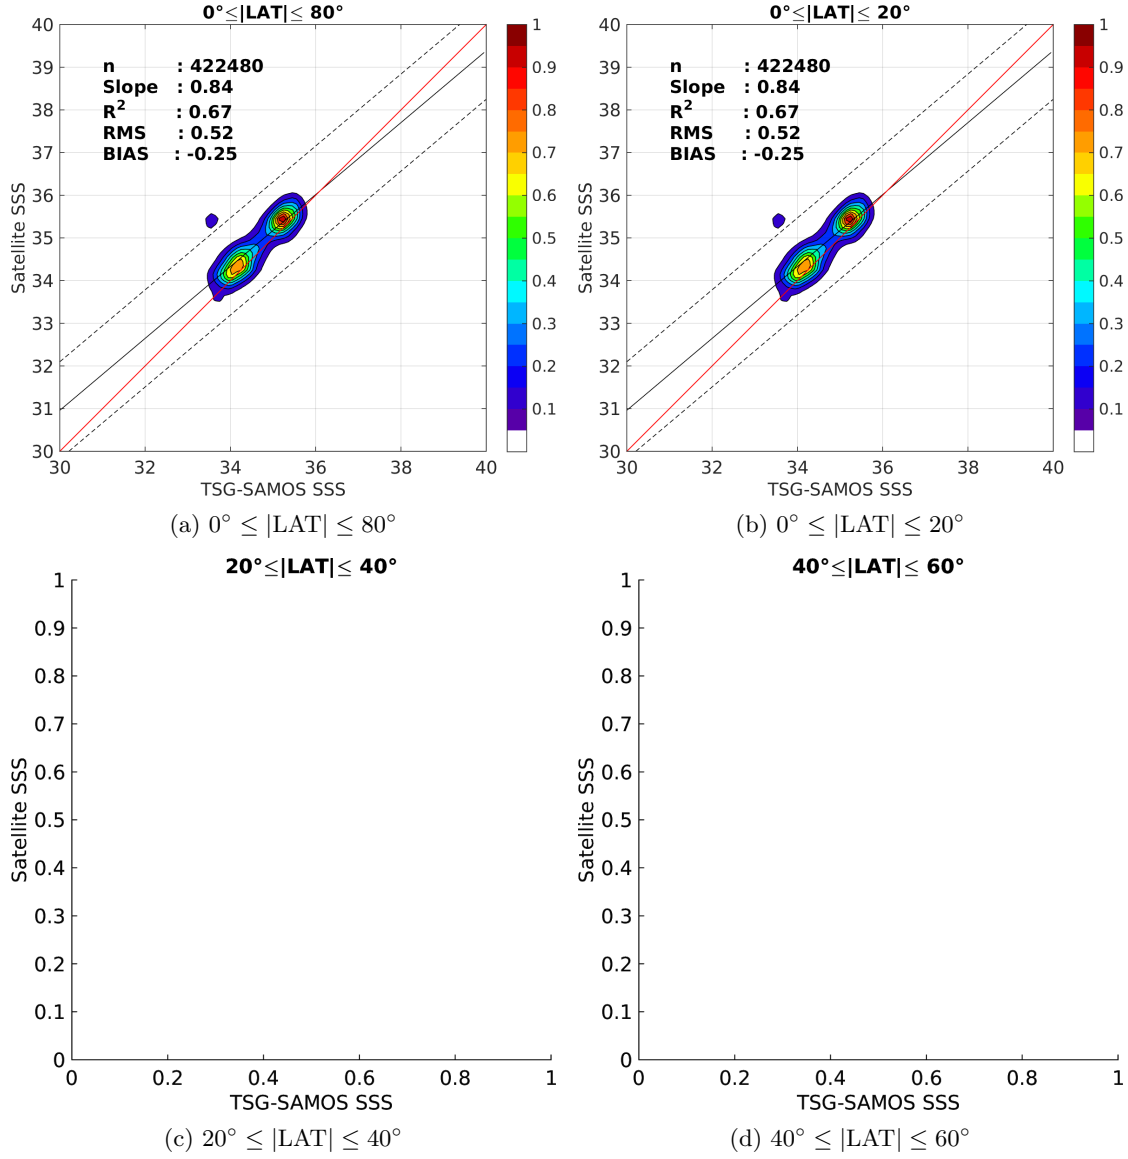 0°≤|LAT|≤ 80°
40
39
38
37
36
35
34
33
32
31
30
Satellite SSS
n : 422480
Slope : 0.84
R² : 0.67
RMS : 0.52
BIAS : -0.25
30 32 34 36 38 40
TSG-SAMOS SSS
1
0.9
0.8
0.7
0.6
0.5
0.4
0.3
0.2
0.1
(a) 0° ≤ |LAT| ≤ 80°
0°≤|LAT|≤ 20°
40
39
38
37
36
35
34
33
32
31
30
Satellite SSS
n : 422480
Slope : 0.84
R² : 0.67
RMS : 0.52
BIAS : -0.25
30 32 34 36 38 40
TSG-SAMOS SSS
1
0.9
0.8
0.7
0.6
0.5
0.4
0.3
0.2
0.1
(b) 0° ≤ |LAT| ≤ 20°
20°≤|LAT|≤ 40°
1
0.9
0.8
0.7
0.6
0.5
0.4
0.3
0.2
0.1
0
Satellite SSS
0 0.2 0.4 0.6 0.8 1
TSG-SAMOS SSS
(c) 20° ≤ |LAT| ≤ 40°
40°≤|LAT|≤ 60°
1
0.9
0.8
0.7
0.6
0.5
0.4
0.3
0.2
0.1
0
Satellite SSS
0 0.2 0.4 0.6 0.8 1
TSG-SAMOS SSS
(d) 40° ≤ |LAT| ≤ 60°